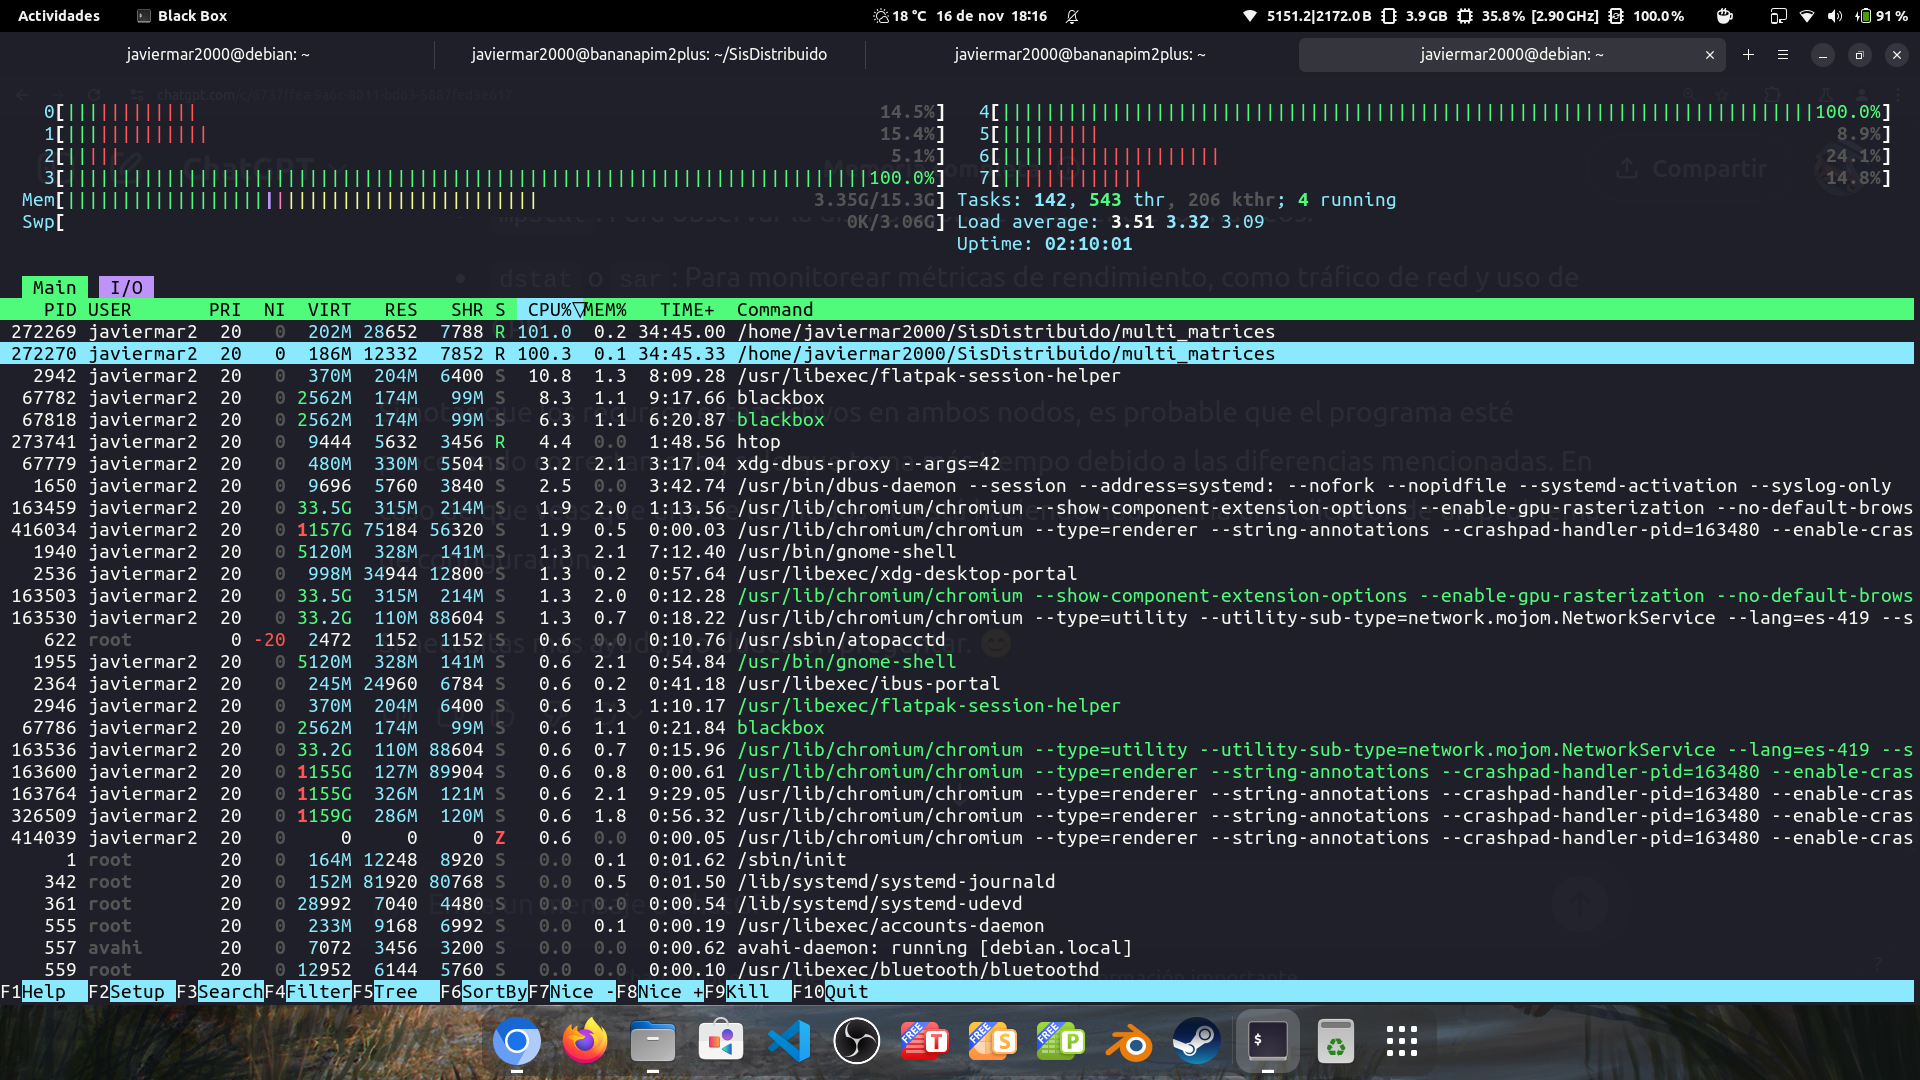 Actividades Black Box 18 °C 16 de nov 18:16 5151.2|2172.0 B 3.9 GB 35.8 % [2.90 GHz] 100.0 % 91 %
javiermar2000@debian: ~ javiermar2000@bananapim2plus: ~/SisDistribuido javiermar2000@bananapim2plus: ~ javiermar2000@debian: ~
0[ 14.5%] 4[ 100.0%]
1[ 15.4%] 5[ 8.9%]
2[ 5.1%] 6[ 24.1%]
3[ 100.0%] 7[ 14.8%]
Mem[ 3.35G/15.3G] Tasks: 142, 543 thr, 206 kthr; 4 running
Swp[ 0K/3.06G] Load average: 3.51 3.32 3.09
Uptime: 02:10:01
ChatGPT
Compartir
dstat o sar: Para monitorear métricas de rendimiento, como tráfico de red y uso de
Main I/O
PID USER PRI NI VIRT RES SHR S CPU%▽MEM% TIME+ Command
272269 javiermar2 20 0 202M 28652 7788 R 101.0 0.2 34:45.00 /home/javiermar2000/SisDistribuido/multi_matrices
272270 javiermar2 20 0 186M 12332 7852 R 100.3 0.1 34:45.33 /home/javiermar2000/SisDistribuido/multi_matrices
2942 javiermar2 20 0 370M 204M 6400 S 10.8 1.3 8:09.28 /usr/libexec/flatpak-session-helper
67782 javiermar2 20 0 2562M 174M 99M S 8.3 1.1 9:17.66 blackbox
67818 javiermar2 20 0 2562M 174M 99M S 6.3 1.1 6:20.87 blackbox
273741 javiermar2 20 0 9444 5632 3456 R 4.4 0.0 1:48.56 htop
67779 javiermar2 20 0 480M 330M 5504 S 3.2 2.1 3:17.04 xdg-dbus-proxy --args=42
1650 javiermar2 20 0 9696 5760 3840 S 2.5 0.0 3:42.74 /usr/bin/dbus-daemon --session --address=systemd: --nofork --nopidfile --systemd-activation --syslog-only
163459 javiermar2 20 0 33.5G 315M 214M S 1.9 2.0 1:13.56 /usr/lib/chromium/chromium --show-component-extension-options --enable-gpu-rasterization --no-default-brows
416034 javiermar2 20 0 1157G 75184 56320 S 1.9 0.5 0:00.03 /usr/lib/chromium/chromium --type=renderer --string-annotations --crashpad-handler-pid=163480 --enable-cras
1940 javiermar2 20 0 5120M 328M 141M S 1.3 2.1 7:12.40 /usr/bin/gnome-shell
2536 javiermar2 20 0 998M 34944 12800 S 1.3 0.2 0:57.64 /usr/libexec/xdg-desktop-portal
163503 javiermar2 20 0 33.5G 315M 214M S 1.3 2.0 0:12.28 /usr/lib/chromium/chromium --show-component-extension-options --enable-gpu-rasterization --no-default-brows
163530 javiermar2 20 0 33.2G 110M 88604 S 1.3 0.7 0:18.22 /usr/lib/chromium/chromium --type=utility --utility-sub-type=network.mojom.NetworkService --lang=es-419 --s
622 root 0 -20 2472 1152 1152 S 0.6 0.0 0:10.76 /usr/sbin/atopacctd
1955 javiermar2 20 0 5120M 328M 141M S 0.6 2.1 0:54.84 /usr/bin/gnome-shell
2364 javiermar2 20 0 245M 24960 6784 S 0.6 0.2 0:41.18 /usr/libexec/ibus-portal
2946 javiermar2 20 0 370M 204M 6400 S 0.6 1.3 1:10.17 /usr/libexec/flatpak-session-helper
67786 javiermar2 20 0 2562M 174M 99M S 0.6 1.1 0:21.84 blackbox
163536 javiermar2 20 0 33.2G 110M 88604 S 0.6 0.7 0:15.96 /usr/lib/chromium/chromium --type=utility --utility-sub-type=network.mojom.NetworkService --lang=es-419 --s
163600 javiermar2 20 0 1155G 127M 89904 S 0.6 0.8 0:00.61 /usr/lib/chromium/chromium --type=renderer --string-annotations --crashpad-handler-pid=163480 --enable-cras
163764 javiermar2 20 0 1155G 326M 121M S 0.6 2.1 9:29.05 /usr/lib/chromium/chromium --type=renderer --string-annotations --crashpad-handler-pid=163480 --enable-cras
326509 javiermar2 20 0 1159G 286M 120M S 0.6 1.8 0:56.32 /usr/lib/chromium/chromium --type=renderer --string-annotations --crashpad-handler-pid=163480 --enable-cras
414039 javiermar2 20 0 0 0 0 Z 0.6 0.0 0:00.05 /usr/lib/chromium/chromium --type=renderer --string-annotations --crashpad-handler-pid=163480 --enable-cras
1 root 20 0 164M 12248 8920 S 0.0 0.1 0:01.62 /sbin/init
342 root 20 0 152M 81920 80768 S 0.0 0.5 0:01.50 /lib/systemd/systemd-journald
361 root 20 0 28992 7040 4480 S 0.0 0.0 0:00.54 /lib/systemd/systemd-udevd
555 root 20 0 233M 9168 6992 S 0.0 0.1 0:00.19 /usr/libexec/accounts-daemon
557 avahi 20 0 7072 3456 3200 S 0.0 0.0 0:00.62 avahi-daemon: running [debian.local]
559 root 20 0 12952 6144 5760 S 0.0 0.0 0:00.10 /usr/libexec/bluetooth/bluetoothd
F1Help F2Setup F3SearchF4FilterF5Tree F6SortByF7Nice -F8Nice +F9Kill F10Quit
FREE T FREE S FREE P $